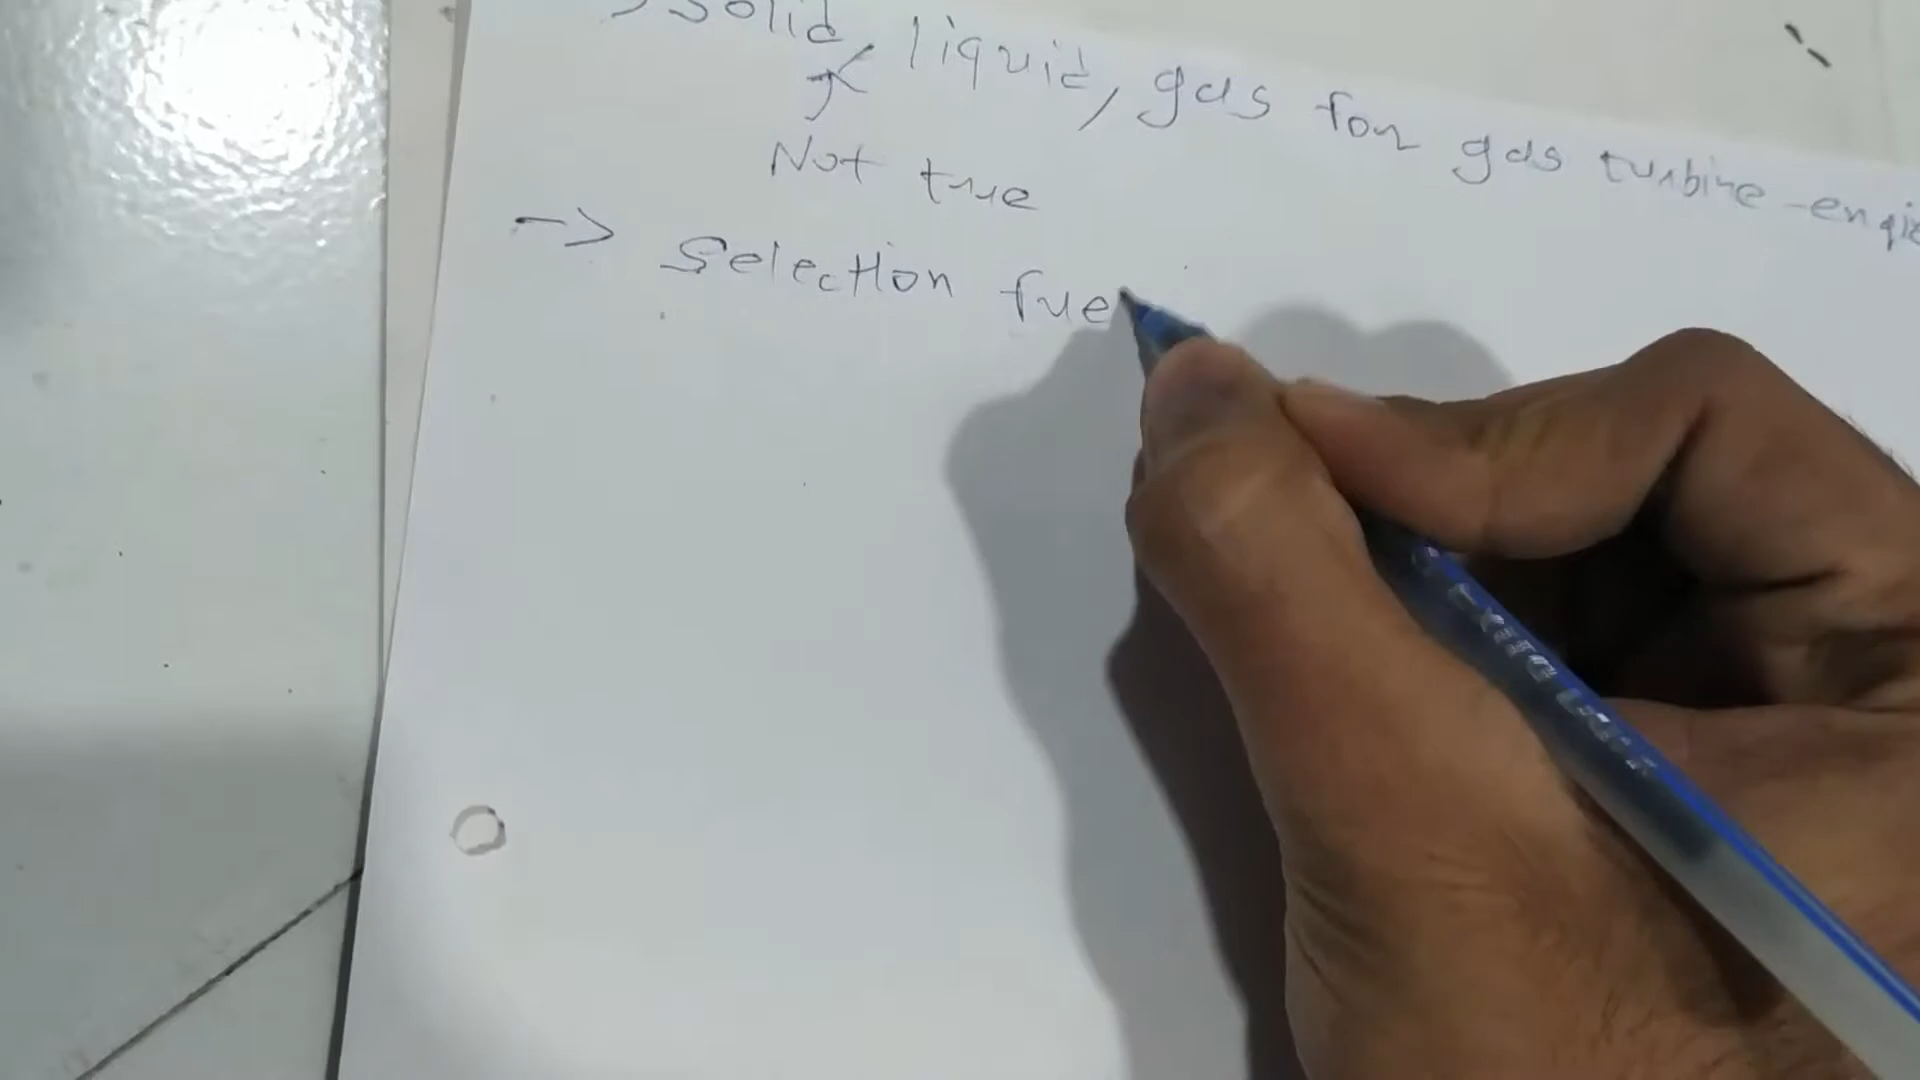 solid, liquid, gas for gas turbine-engi
Not true
-> Selection fue